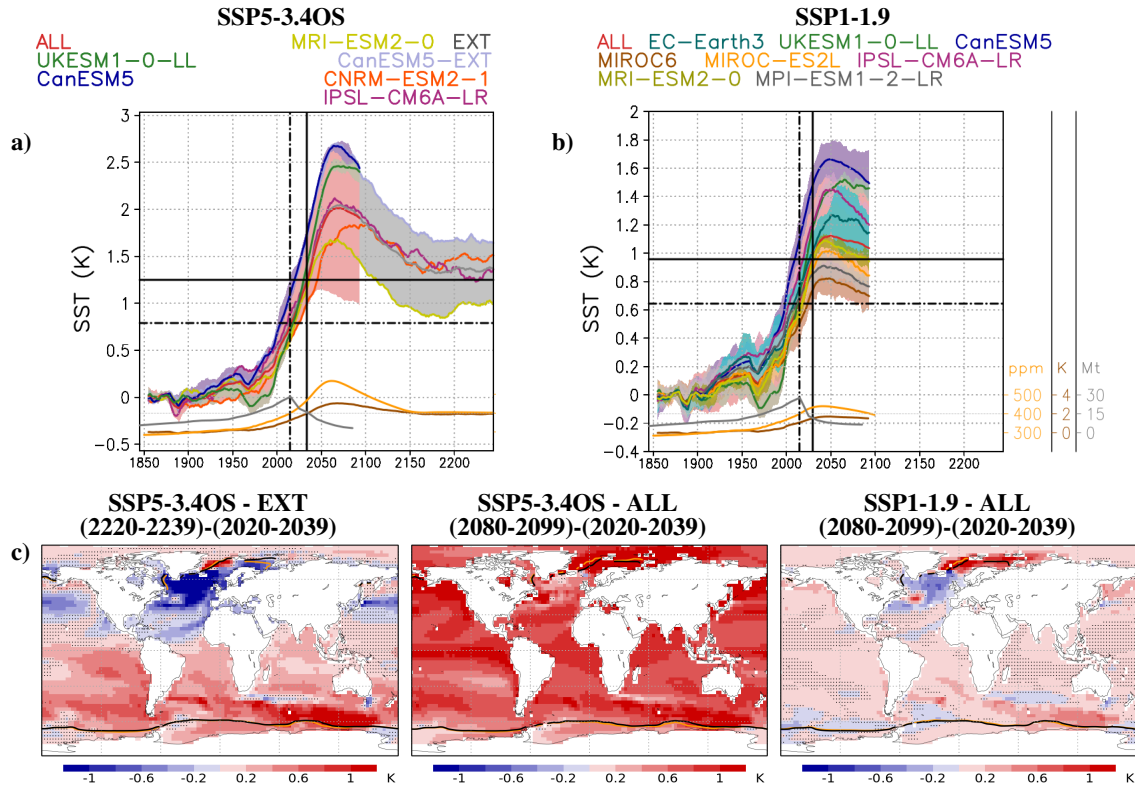 SSP5-3.4OS
ALL MRI-ESM2-0 EXT
UKESM1-0-LL CanESM5-EXT
CanESM5 CNRM-ESM2-1
IPSL-CM6A-LR
a)
SST (K)
3
2.5
2
1.5
1
0.5
0
-0.5
1850 1900 1950 2000 2050 2100 2150 2200
SSP1-1.9
ALL EC-Earth3 UKESM1-0-LL CanESM5
MIROC6 MIROC-ES2L IPSL-CM6A-LR
MRI-ESM2-0 MPI-ESM1-2-LR
b)
SST (K)
2
1.8
1.6
1.4
1.2
1
0.8
0.6
0.4
0.2
0
-0.2
-0.4
1850 1900 1950 2000 2050 2100 2150 2200
ppm K Mt
500 4 30
400 2 15
300 0 0
c)
SSP5-3.4OS - EXT
(2220-2239)-(2020-2039)
-1 -0.6 -0.2 0.2 0.6 1 K
SSP5-3.4OS - ALL
(2080-2099)-(2020-2039)
-1 -0.6 -0.2 0.2 0.6 1 K
SSP1-1.9 - ALL
(2080-2099)-(2020-2039)
-1 -0.6 -0.2 0.2 0.6 1 K